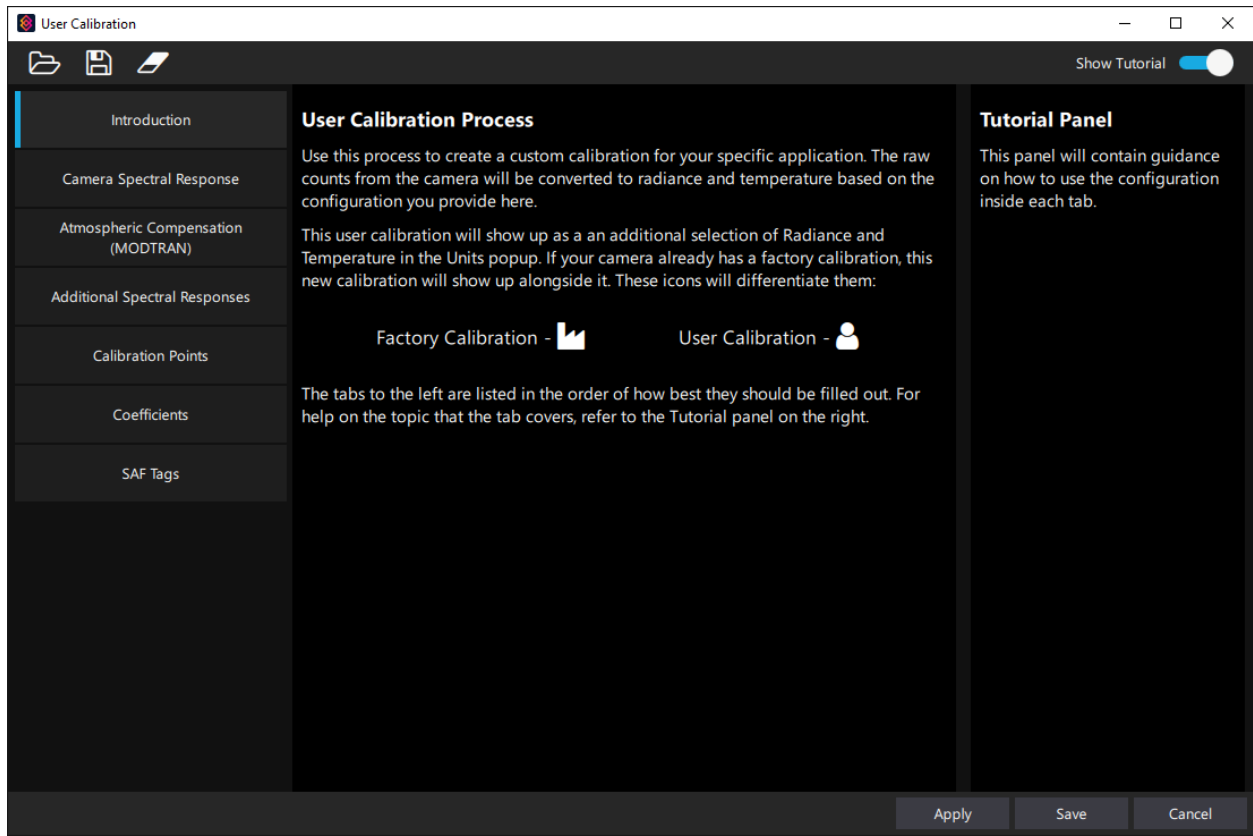 User Calibration
Show Tutorial
Introduction
Camera Spectral Response
Atmospheric Compensation
(MODTRAN)
Additional Spectral Responses
Calibration Points
Coefficients
SAF Tags
User Calibration Process
Use this process to create a custom calibration for your specific application. The raw
counts from the camera will be converted to radiance and temperature based on the
configuration you provide here.
This user calibration will show up as a an additional selection of Radiance and
Temperature in the Units popup. If your camera already has a factory calibration, this
new calibration will show up alongside it. These icons will differentiate them:
Factory Calibration -
User Calibration -
The tabs to the left are listed in the order of how best they should be filled out. For
help on the topic that the tab covers, refer to the Tutorial panel on the right.
Tutorial Panel
This panel will contain guidance
on how to use the configuration
inside each tab.
Apply
Save
Cancel